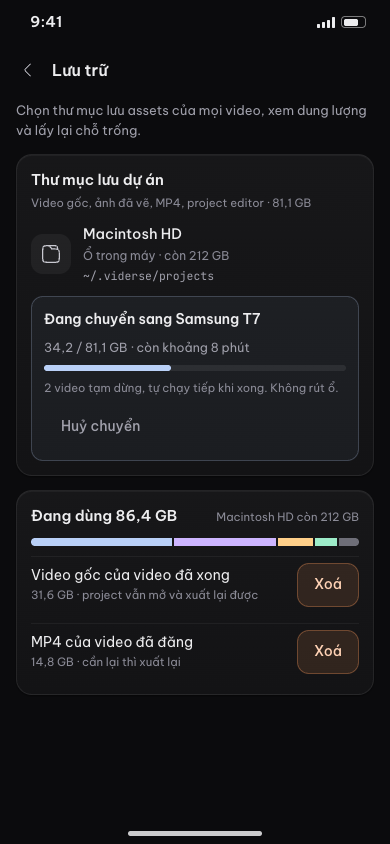 9:41
Lưu trữ
Chọn thư mục lưu assets của mọi video, xem dung lượng
và lấy lại chỗ trống.
Thư mục lưu dự án
Video gốc, ảnh đã vẽ, MP4, project editor · 81,1 GB
Macintosh HD
Ổ trong máy · còn 212 GB
~/.viderse/projects
Đang chuyển sang Samsung T7
34,2 / 81,1 GB · còn khoảng 8 phút
2 video tạm dừng, tự chạy tiếp khi xong. Không rút ổ.
Huỷ chuyển
Đang dùng 86,4 GB
Macintosh HD còn 212 GB
Video gốc của video đã xong
31,6 GB · project vẫn mở và xuất lại được
Xoá
MP4 của video đã đăng
14,8 GB · cần lại thì xuất lại
Xoá